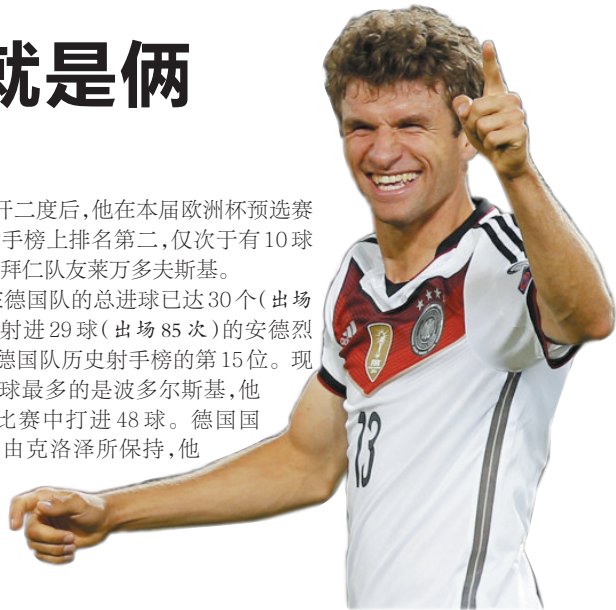 就是俩
开二度后,他在本届欧洲杯预选赛
手榜上排名第二,仅次于有10球
拜仁队友莱万多夫斯基。
德国队的总进球已达30个(出场
射进29球(出场85次)的安德烈
德国队历史射手榜的第15位。现
球最多的是波多尔斯基,他
比赛中打进48球。德国国
由克洛泽所保持,他
13